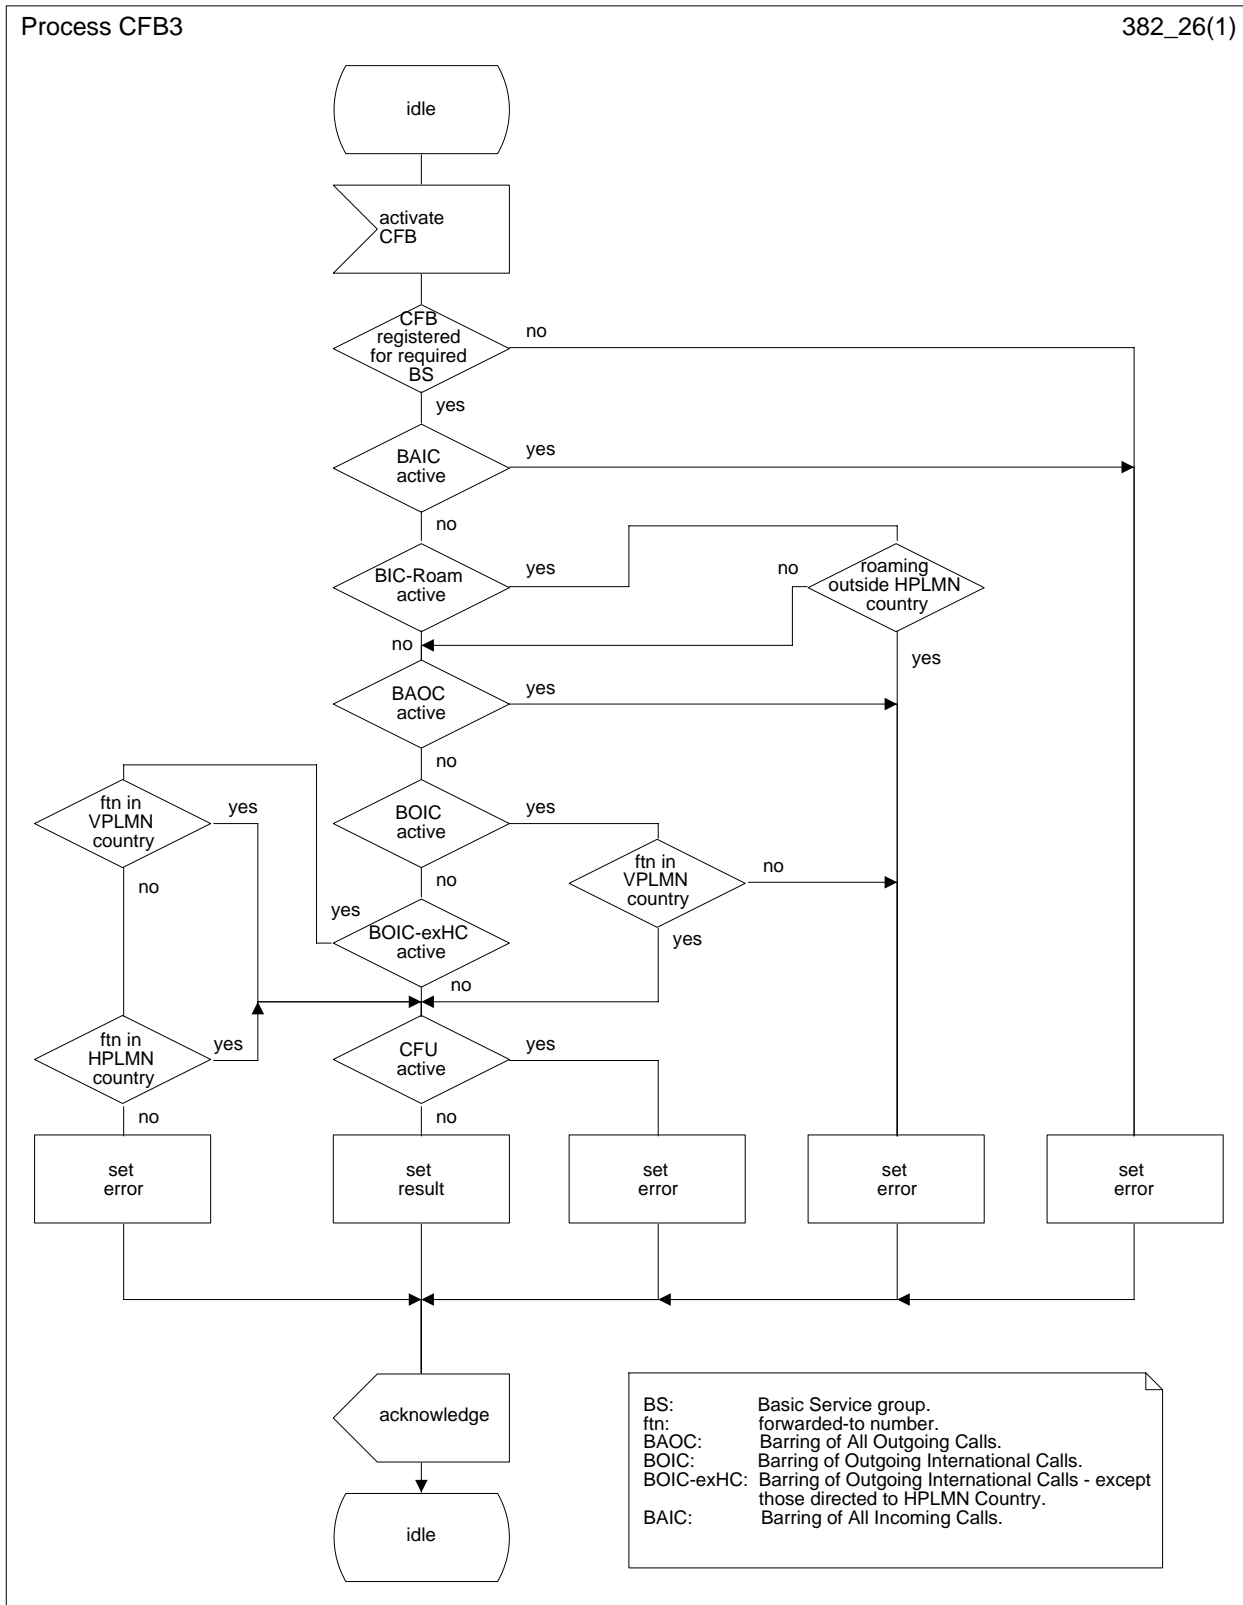 Process CFB3
382_26(1)
idle
activate
CFB
CFB
registered
for required
BS
no
yes
BAIC
active
yes
no
BIC-Roam
active
yes
no
roaming
outside HPLMN
country
no
yes
BAOC
active
yes
no
ftn in
VPLMN
country
yes
no
BOIC
active
yes
no
ftn in
VPLMN
country
no
yes
yes
BOIC-exHC
active
no
ftn in
HPLMN
country
yes
no
CFU
active
yes
no
set
error
set
result
set
error
set
error
set
error
acknowledge
idle
BS: Basic Service group.
ftn: forwarded-to number.
BAOC: Barring of All Outgoing Calls.
BOIC: Barring of Outgoing International Calls.
BOIC-exHC: Barring of Outgoing International Calls - except
those directed to HPLMN Country.
BAIC: Barring of All Incoming Calls.